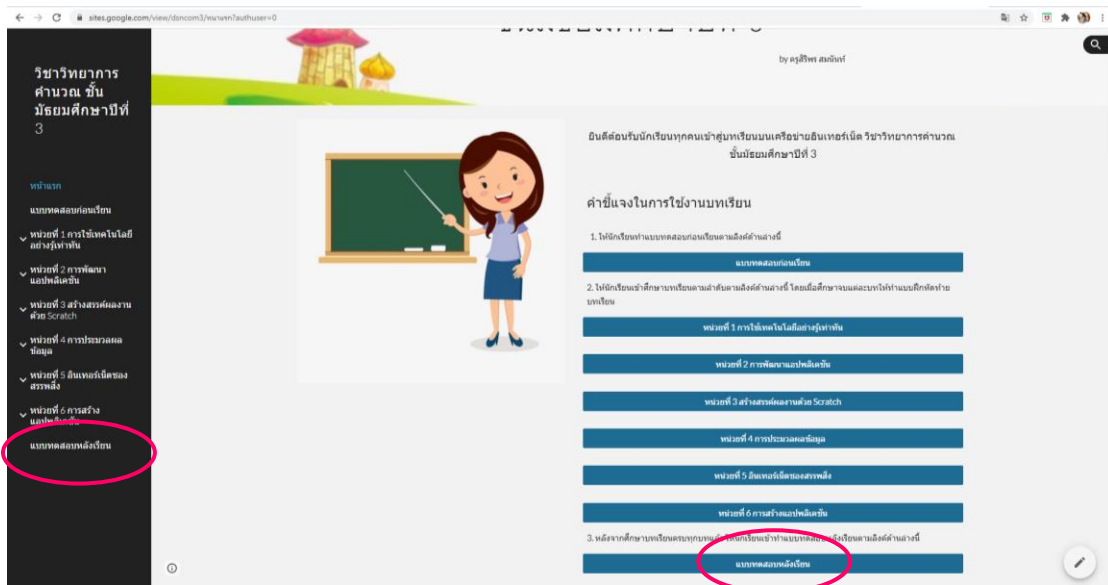 sites.google.com/view/dsncom3/หน้าแรก?authuser=0
by ครูสิริพร สมนันท์
วิชาวิทยาการ
คำนวณ ชั้น
มัธยมศึกษาปีที่
3
หน้าแรก
แบบทดสอบก่อนเรียน
หน่วยที่ 1 การใช้เทคโนโลยี
อย่างรู้เท่าทัน
หน่วยที่ 2 การพัฒนา
แอปพลิเคชัน
หน่วยที่ 3 สร้างสรรค์ผลงาน
ด้วย Scratch
หน่วยที่ 4 การประมวลผล
ข้อมูล
หน่วยที่ 5 อินเทอร์เน็ตของ
สรรพสิ่ง
หน่วยที่ 6 การสร้าง
แอปพลิเคชัน
แบบทดสอบหลังเรียน
ยินดีต้อนรับนักเรียนทุกคนเข้าสู่บทเรียนบนเครือข่ายอินเทอร์เน็ต วิชาวิทยาการคำนวณ
ชั้นมัธยมศึกษาปีที่ 3
คำชี้แจงในการใช้งานบทเรียน
1. ให้นักเรียนทำแบบทดสอบก่อนเรียนตามลิงค์ด้านล่างนี้
แบบทดสอบก่อนเรียน
2. ให้นักเรียนเข้าศึกษาบทเรียนตามลำดับตามลิงค์ด้านล่างนี้ โดยเมื่อศึกษาจบแต่ละบทให้ทำแบบฝึกหัดท้าย
บทเรียน
หน่วยที่ 1 การใช้เทคโนโลยีอย่างรู้เท่าทัน
หน่วยที่ 2 การพัฒนาแอปพลิเคชัน
หน่วยที่ 3 สร้างสรรค์ผลงานด้วย Scratch
หน่วยที่ 4 การประมวลผลข้อมูล
หน่วยที่ 5 อินเทอร์เน็ตของสรรพสิ่ง
หน่วยที่ 6 การสร้างแอปพลิเคชัน
3. หลังจากศึกษาบทเรียนครบทุกบทแล้ว ให้นักเรียนเข้าทำแบบทดสอบหลังเรียนตามลิงค์ด้านล่างนี้
แบบทดสอบหลังเรียน